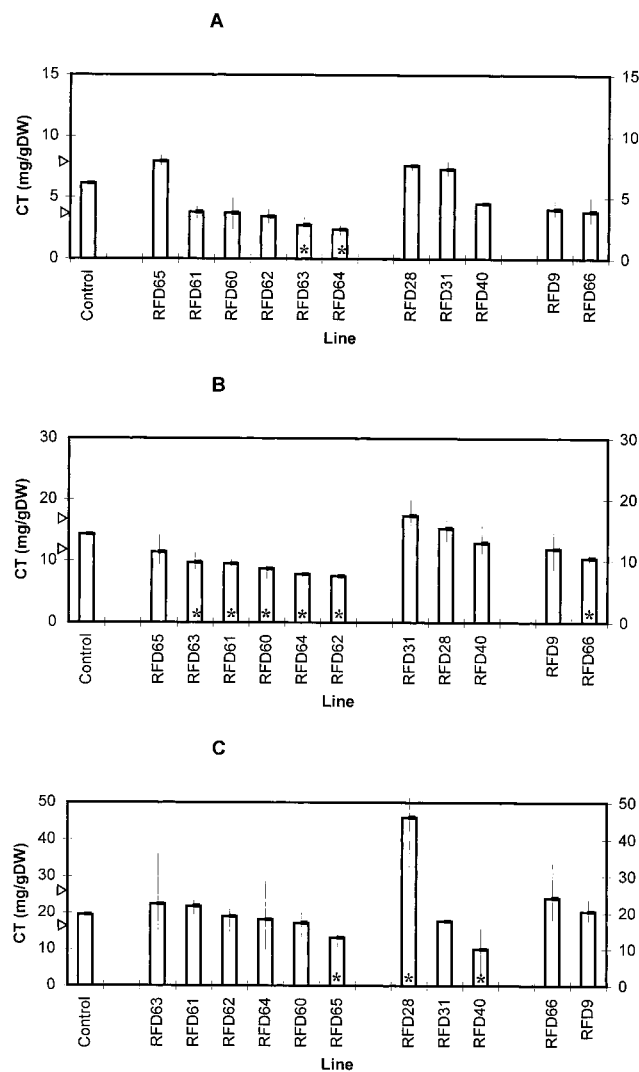 A
15
10
5
0
CT (mg/gDW)
15
10
5
0
Control
RFD65
RFD61
RFD60
RFD62
RFD63
RFD64
RFD28
RFD31
RFD40
RFD9
RFD66
* *
Line
B
30
20
10
0
CT (mg/gDW)
30
20
10
0
Control
RFD65
RFD63
RFD61
RFD60
RFD64
RFD62
RFD31
RFD28
RFD40
RFD9
RFD66
* * * * * *
Line
C
50
40
30
20
10
0
CT (mg/gDW)
50
40
30
20
10
0
Control
RFD63
RFD61
RFD62
RFD64
RFD60
RFD65
RFD28
RFD31
RFD40
RFD66
RFD9
* * *
Line